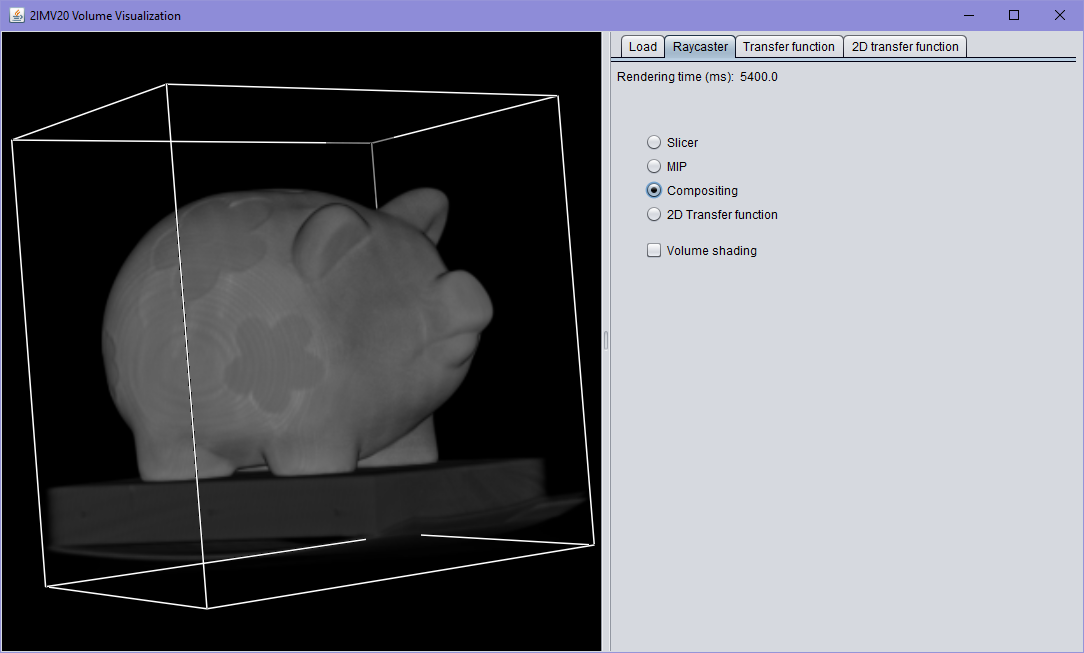 2IMV20 Volume Visualization
Load Raycaster Transfer function 2D transfer function
Rendering time (ms): 5400.0
Slicer
MIP
Compositing
2D Transfer function
Volume shading